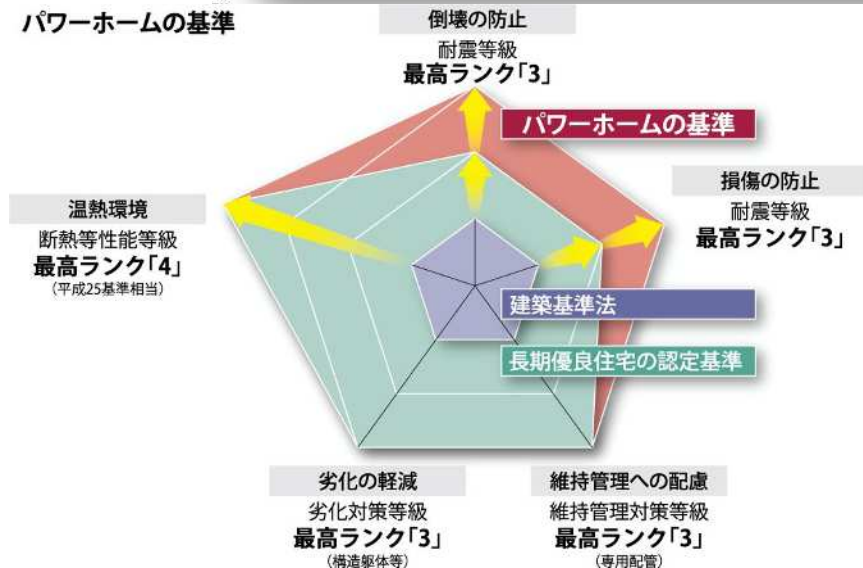 パワーホームの基準
倒壊の防止
耐震等級
最高ランク「3」
パワーホームの基準
損傷の防止
耐震等級
最高ランク「3」
温熱環境
断熱等性能等級
最高ランク「4」
(平成25基準相当)
建築基準法
長期優良住宅の認定基準
劣化の軽減
劣化対策等級
最高ランク「3」
(構造躯体等)
維持管理への配慮
維持管理対策等級
最高ランク「3」
(専用配管)